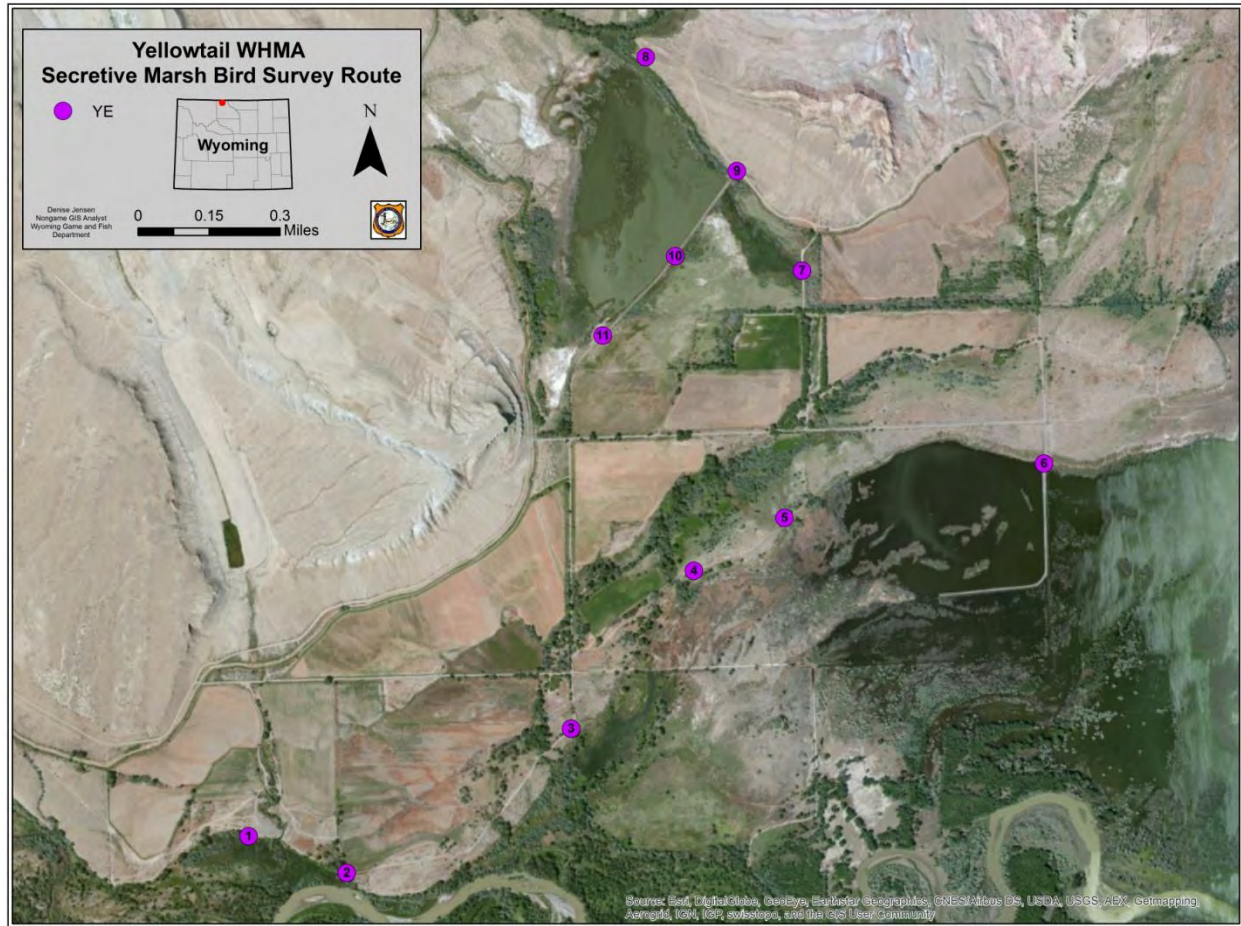 Yellowtail WHMA
Secretive Marsh Bird Survey Route
YE
N
Wyoming
Denise Jensen
Nongame GIS Analyst
Wyoming Game and Fish
Department
0 0.15 0.3
Miles
8
9
10
7
11
6
5
4
3
1
2
Source: Esri, DigitalGlobe, GeoEye, Earthstar Geographics, CNES/Airbus DS, USDA, USGS, AEX, Getmapping,
Aerogrid, IGN, IGP, swisstopo, and the GIS User Community